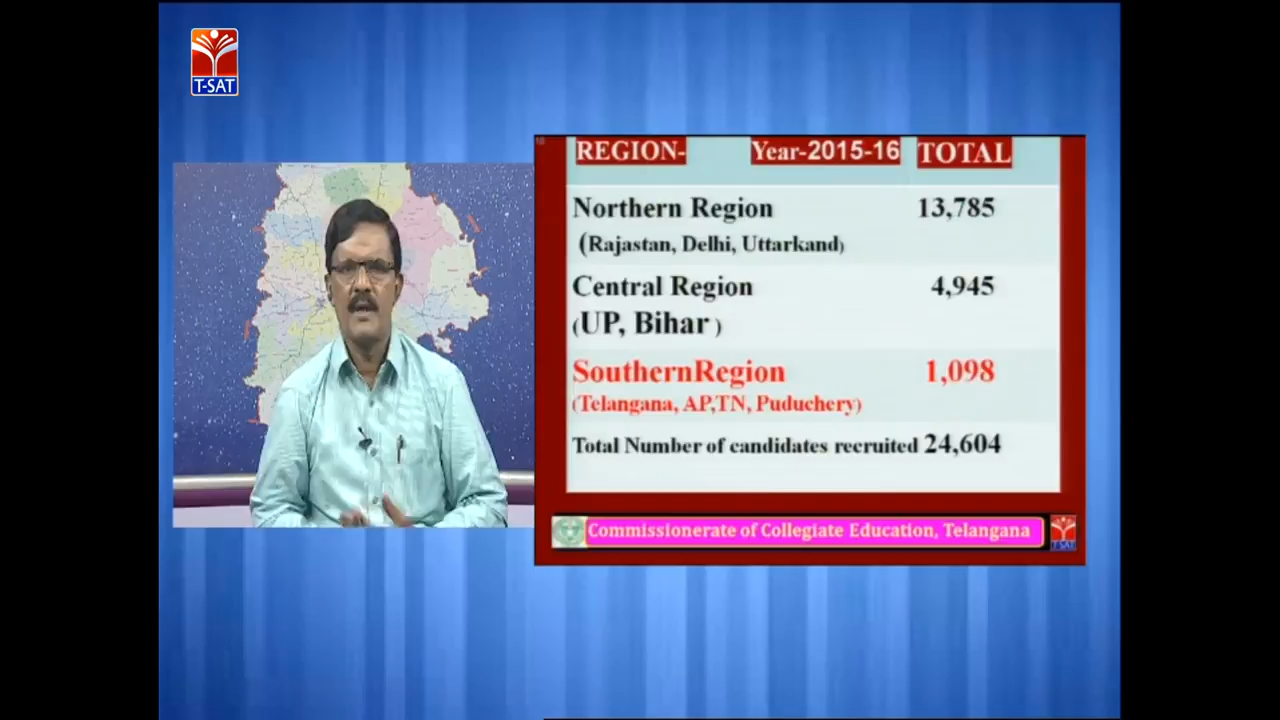 T-SAT
REGION- Year-2015-16 TOTAL
Northern Region 13,785
(Rajastan, Delhi, Uttarkand)
Central Region 4,945
(UP, Bihar )
SouthernRegion 1,098
(Telangana, AP,TN, Puduchery)
Total Number of candidates recruited 24,604
Commissionerate of Collegiate Education, Telangana
T-SAT